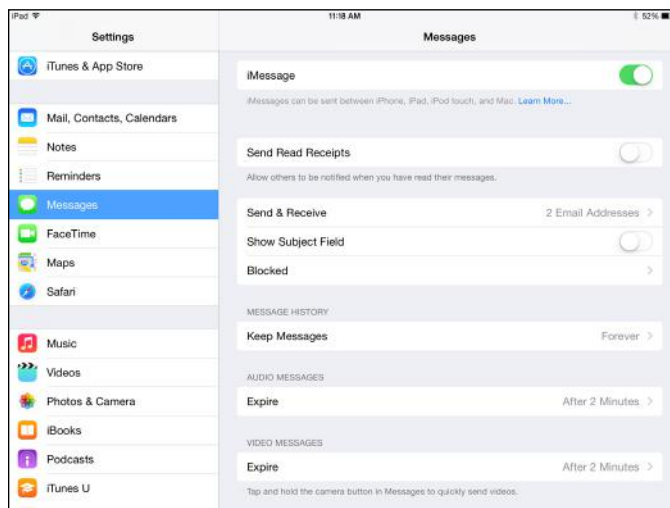 iPad
11:18 AM
52%
Settings
Messages
iTunes & App Store
Mail, Contacts, Calendars
Notes
Reminders
Messages
FaceTime
Maps
Safari
Music
Videos
Photos & Camera
iBooks
Podcasts
iTunes U
iMessage
iMessages can be sent between iPhone, iPad, iPod touch, and Mac. Learn More...
Send Read Receipts
Allow others to be notified when you have read their messages.
Send & Receive 2 Email Addresses
Show Subject Field
Blocked
MESSAGE HISTORY
Keep Messages Forever
AUDIO MESSAGES
Expire After 2 Minutes
VIDEO MESSAGES
Expire After 2 Minutes
Tap and hold the camera button in Messages to quickly send videos.